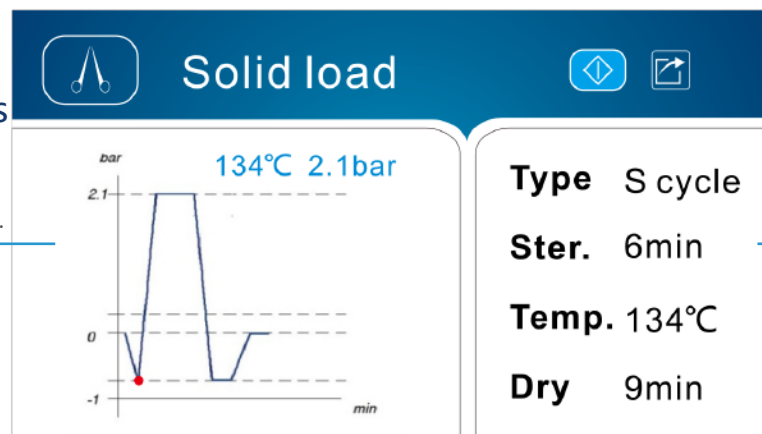 Solid load
s
bar
134℃ 2.1bar
2.1
0
-1
min
Type S cycle
Ster. 6min
Temp. 134℃
Dry 9min